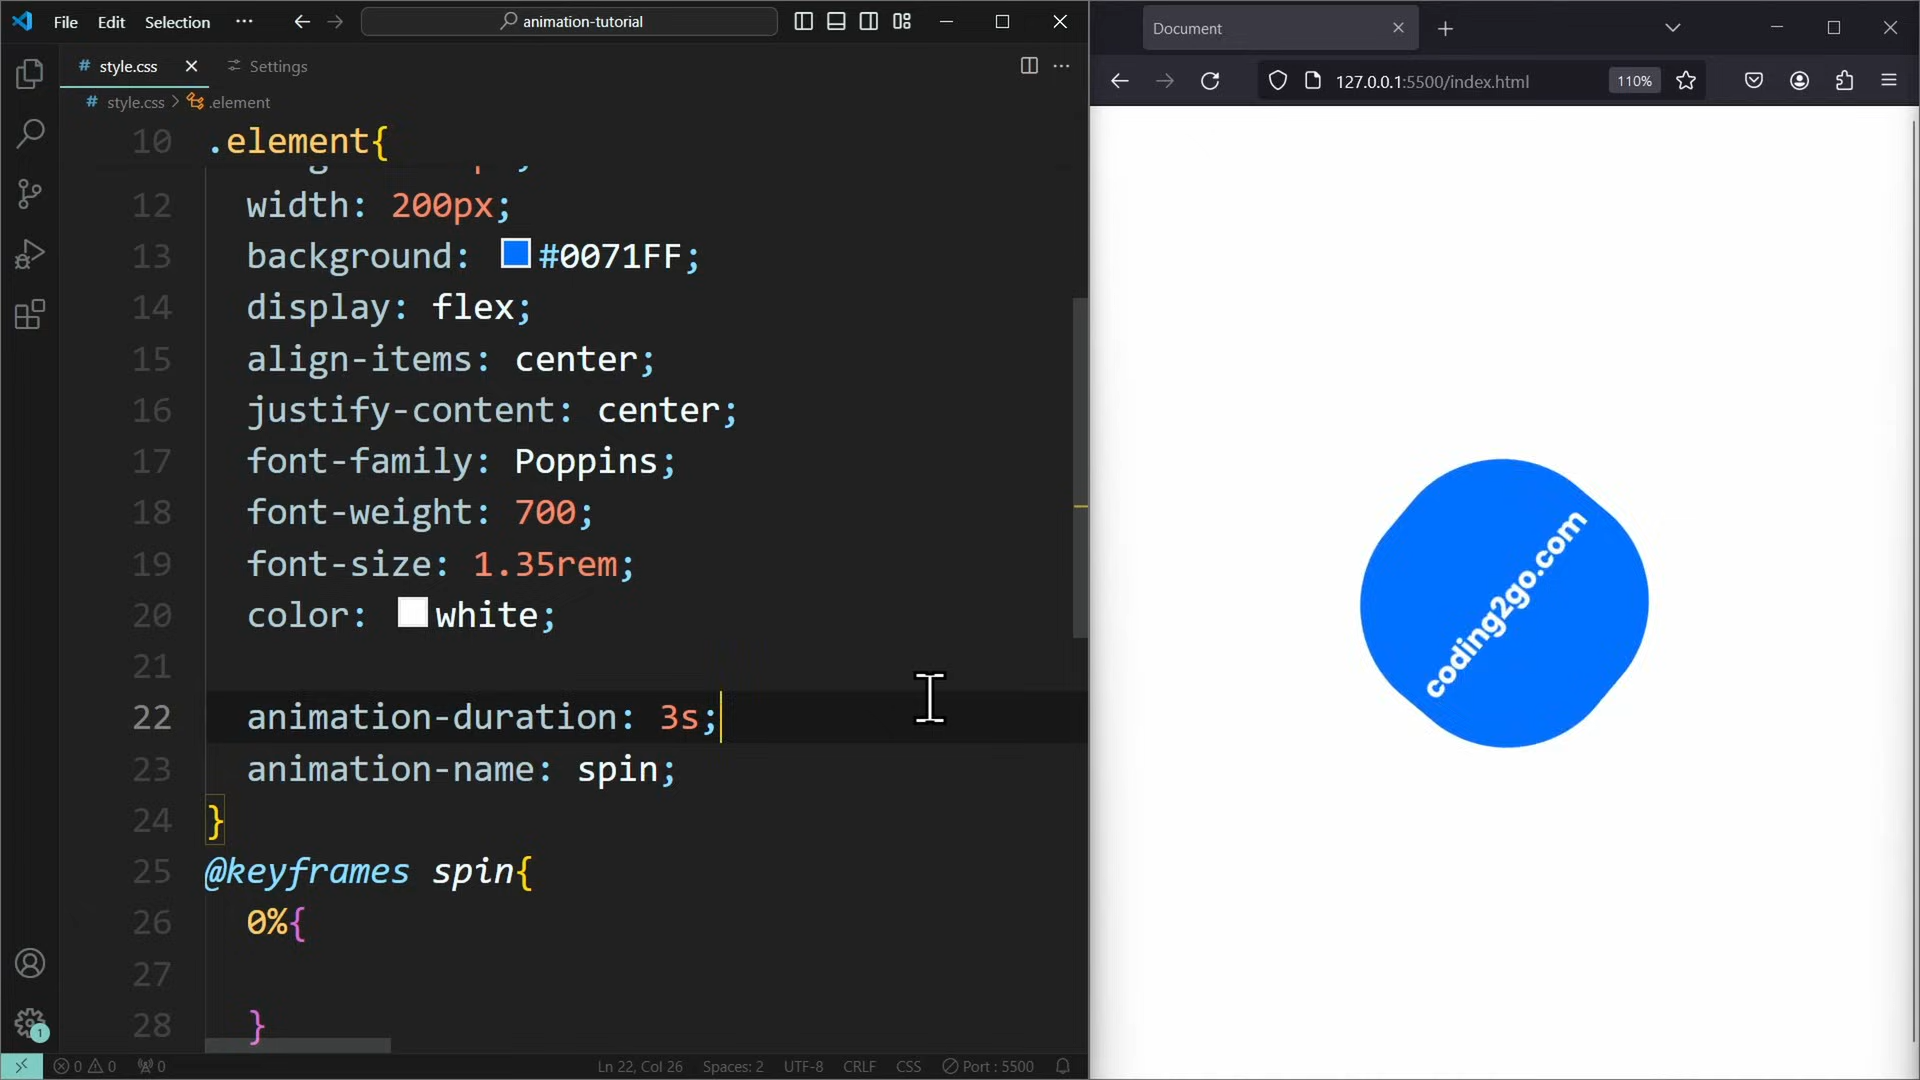 File Edit Selection ··· animation-tutorial
# style.css Settings
# style.css > .element
10 .element{
12 width: 200px;
13 background: #0071FF;
14 display: flex;
15 align-items: center;
16 justify-content: center;
17 font-family: Poppins;
18 font-weight: 700;
19 font-size: 1.35rem;
20 color: white;
21
22 animation-duration: 3s;
23 animation-name: spin;
24 }
25 @keyframes spin{
26 0%{
27
28 }
1
0 0 0 Ln 22, Col 26 Spaces: 2 UTF-8 CRLF CSS Port : 5500
Document
127.0.0.1:5500/index.html 110%
coding2go.com